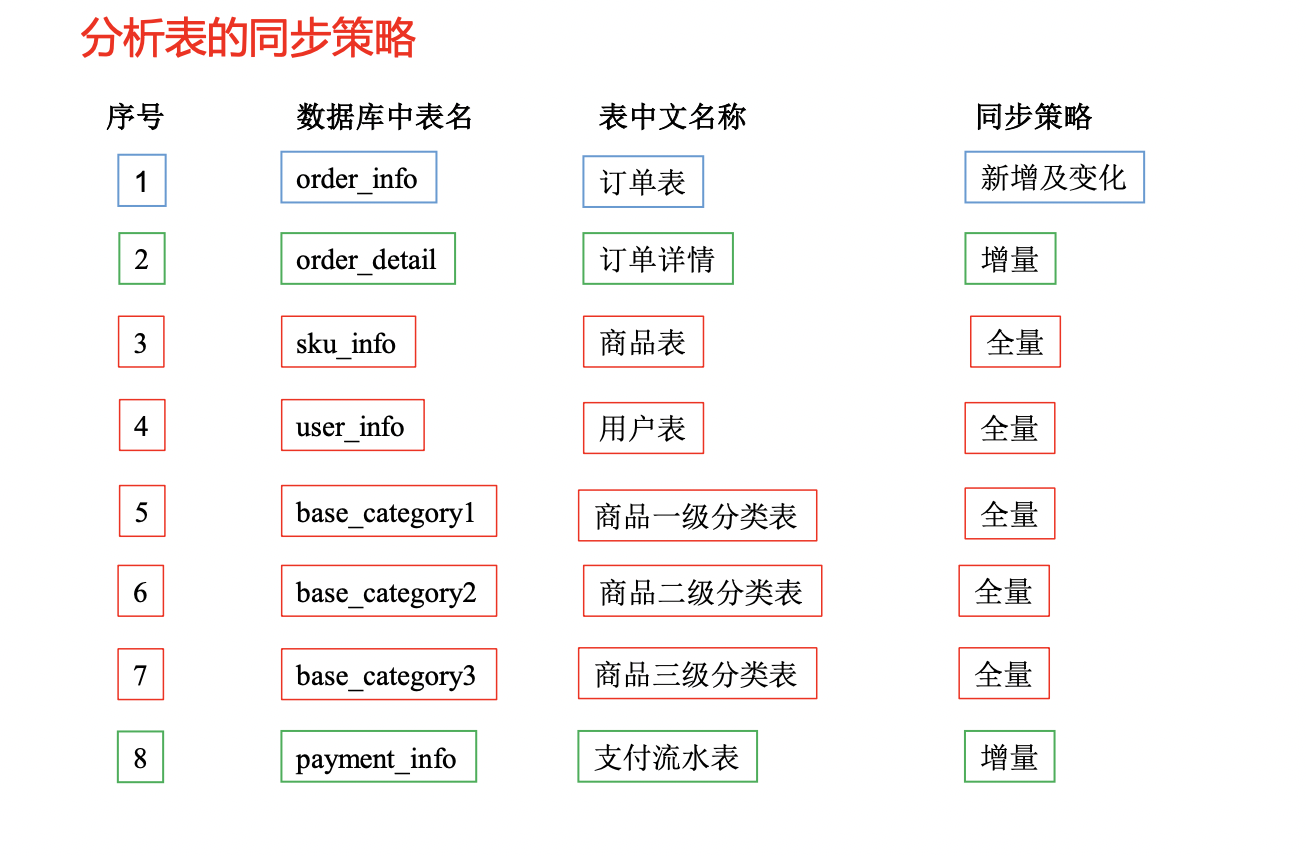 分析表的同步策略
序号 数据库中表名 表中文名称 同步策略
1 order_info 订单表 新增及变化
2 order_detail 订单详情 增量
3 sku_info 商品表 全量
4 user_info 用户表 全量
5 base_category1 商品一级分类表 全量
6 base_category2 商品二级分类表 全量
7 base_category3 商品三级分类表 全量
8 payment_info 支付流水表 增量